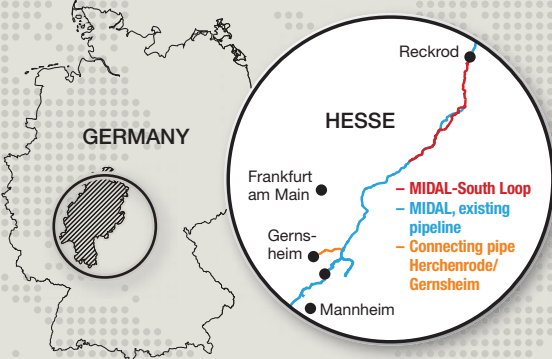 GERMANY
HESSE
Reckrod
Frankfurt
am Main
Gerns-
heim
Mannheim
– MIDAL-South Loop
– MIDAL, existing
pipeline
– Connecting pipe
Herchenrode/
Gernsheim